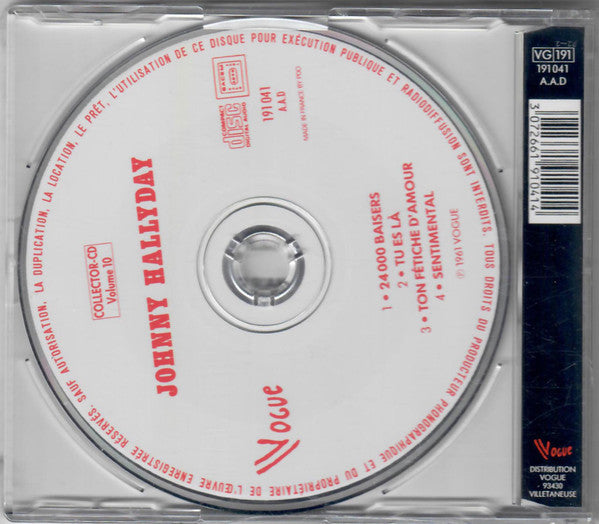 SAUF AUTORISATION, LA DUPLICATION, LA LOCATION, LE PRÊT, L'UTILISATION DE CE DISQUE POUR EXÉCUTION PUBLIQUE ET RADIODIFFUSION SONT INTERDITS. TOUS DROITS DU PRODUCTEUR PHONOGRAPHIQUE ET DU PROPRIÉTAIRE DE L'ŒUVRE ENREGISTRÉE RÉSERVÉS.
COLLECTOR-CD
Volume 10
JOHNNY HALLYDAY
COMPACT
disc
DIGITAL AUDIO
SACEM
191041
A.A.D
MADE IN FRANCE BY PDO
1 • 24 000 BAISERS
2 • TU ES LÀ
3 • TON FÉTICHE D'AMOUR
4 • SENTIMENTAL
℗ 1961 VOGUE
VOGUE
VG 191
191041
A.A.D
3 072661 910414
VOGUE
DISTRIBUTION
VOGUE
93430
VILLETANEUSE